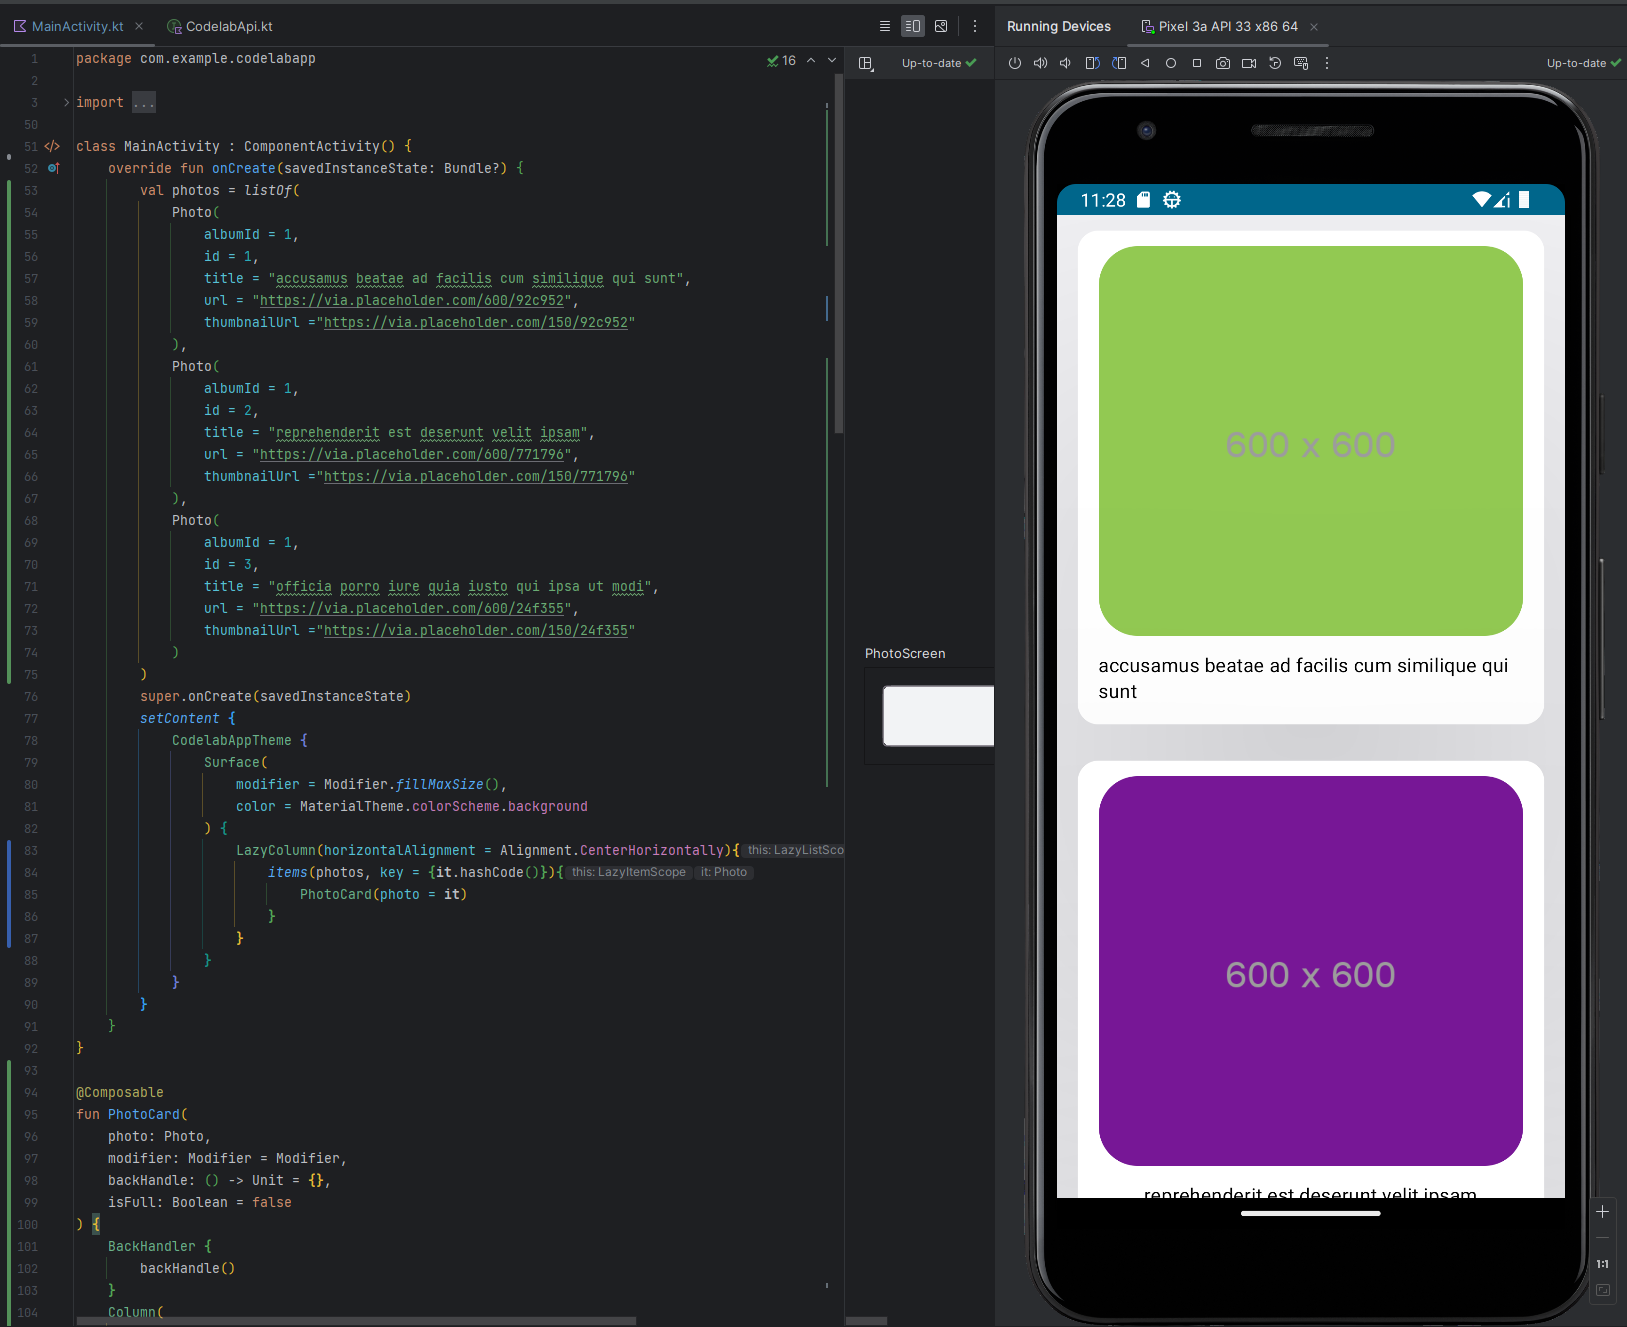 MainActivity.kt
CodelabApi.kt
Running Devices
Pixel 3a API 33 x86 64
16
Up-to-date
Up-to-date
1 package com.example.codelabapp
2
3 import ...
50
51 class MainActivity : ComponentActivity() {
52 override fun onCreate(savedInstanceState: Bundle?) {
53 val photos = listOf(
54 Photo(
55 albumId = 1,
56 id = 1,
57 title = "accusamus beatae ad facilis cum similique qui sunt",
58 url = "https://via.placeholder.com/600/92c952",
59 thumbnailUrl ="https://via.placeholder.com/150/92c952"
60 ),
61 Photo(
62 albumId = 1,
63 id = 2,
64 title = "reprehenderit est deserunt velit ipsam",
65 url = "https://via.placeholder.com/600/771796",
66 thumbnailUrl ="https://via.placeholder.com/150/771796"
67 ),
68 Photo(
69 albumId = 1,
70 id = 3,
71 title = "officia porro iure quia iusto qui ipsa ut modi",
72 url = "https://via.placeholder.com/600/24f355",
73 thumbnailUrl ="https://via.placeholder.com/150/24f355"
74 )
75 )
76 super.onCreate(savedInstanceState)
77 setContent {
78 CodelabAppTheme {
79 Surface(
80 modifier = Modifier.fillMaxSize(),
81 color = MaterialTheme.colorScheme.background
82 ) {
83 LazyColumn(horizontalAlignment = Alignment.CenterHorizontally){ this: LazyListSco
84 items(photos, key = {it.hashCode()}){ this: LazyItemScope it: Photo
85 PhotoCard(photo = it)
86 }
87 }
88 }
89 }
90 }
91 }
92 }
93
94 @Composable
95 fun PhotoCard(
96 photo: Photo,
97 modifier: Modifier = Modifier,
98 backHandle: () -> Unit = {},
99 isFull: Boolean = false
100 ) {
101 BackHandler {
102 backHandle()
103 }
104 Column(
PhotoScreen
11:28
600 x 600
accusamus beatae ad facilis cum similique qui
sunt
600 x 600
reprehenderit est deserunt velit ipsam
1:1